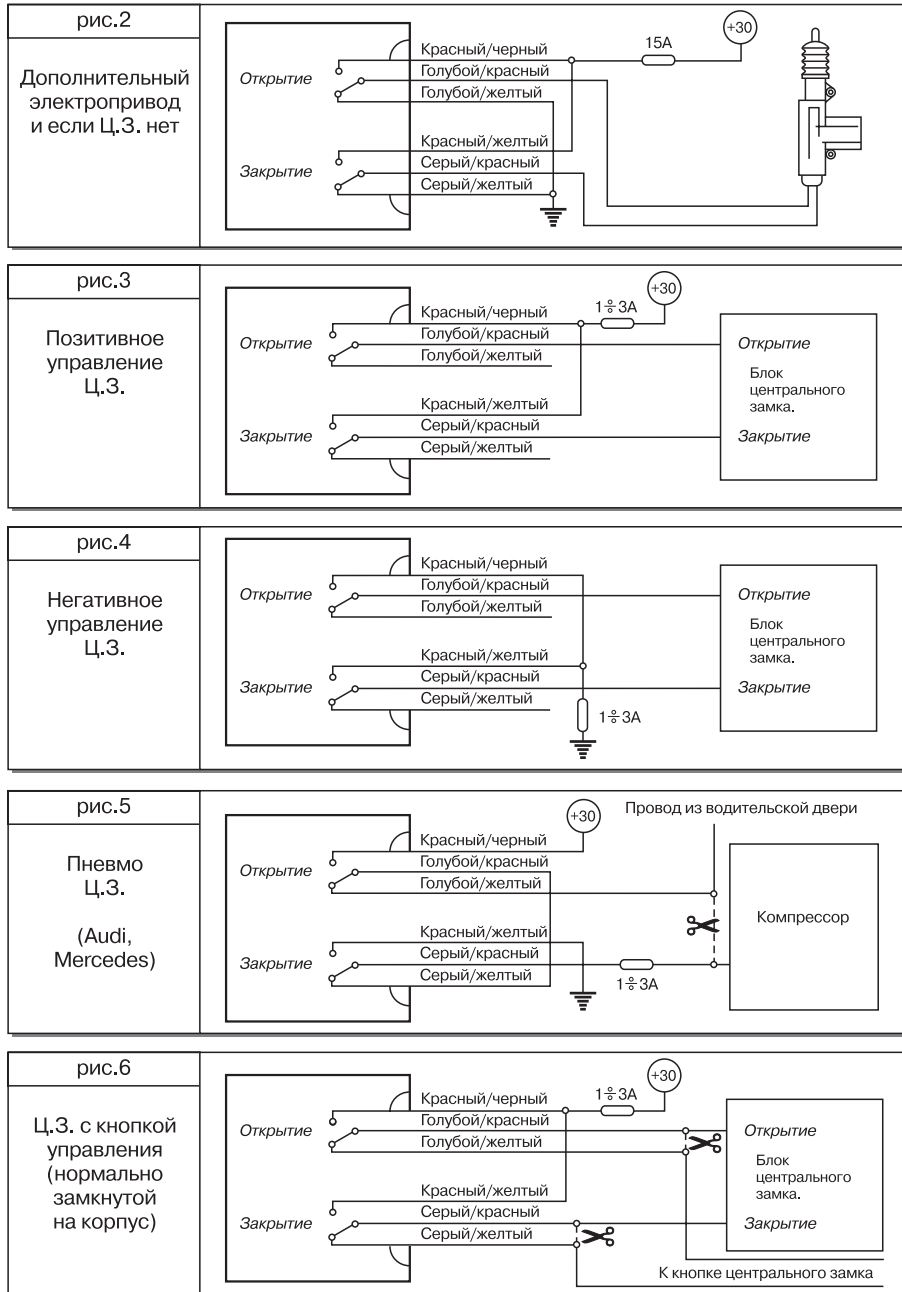 рис.2
Дополнительный
электропривод
и если Ц.З. нет
Открытие
Закрытие
Красный/черный
Голубой/красный
Голубой/желтый
Красный/желтый
Серый/красный
Серый/желтый
15А
+30
рис.3
Позитивное
управление
Ц.З.
Открытие
Закрытие
Красный/черный
Голубой/красный
Голубой/желтый
Красный/желтый
Серый/красный
Серый/желтый
1÷3А
+30
Открытие
Блок
центрального
замка.
Закрытие
рис.4
Негативное
управление
Ц.З.
Открытие
Закрытие
Красный/черный
Голубой/красный
Голубой/желтый
Красный/желтый
Серый/красный
Серый/желтый
1÷3А
Открытие
Блок
центрального
замка.
Закрытие
рис.5
Пневмо
Ц.З.
(Audi,
Mercedes)
Открытие
Закрытие
Красный/черный
Голубой/красный
Голубой/желтый
Красный/желтый
Серый/красный
Серый/желтый
+30
1÷3А
Провод из водительской двери
Компрессор
рис.6
Ц.З. с кнопкой
управления
(нормально
замкнутой
на корпус)
Открытие
Закрытие
Красный/черный
Голубой/красный
Голубой/желтый
Красный/желтый
Серый/красный
Серый/желтый
1÷3А
+30
Открытие
Блок
центрального
замка.
Закрытие
К кнопке центрального замка